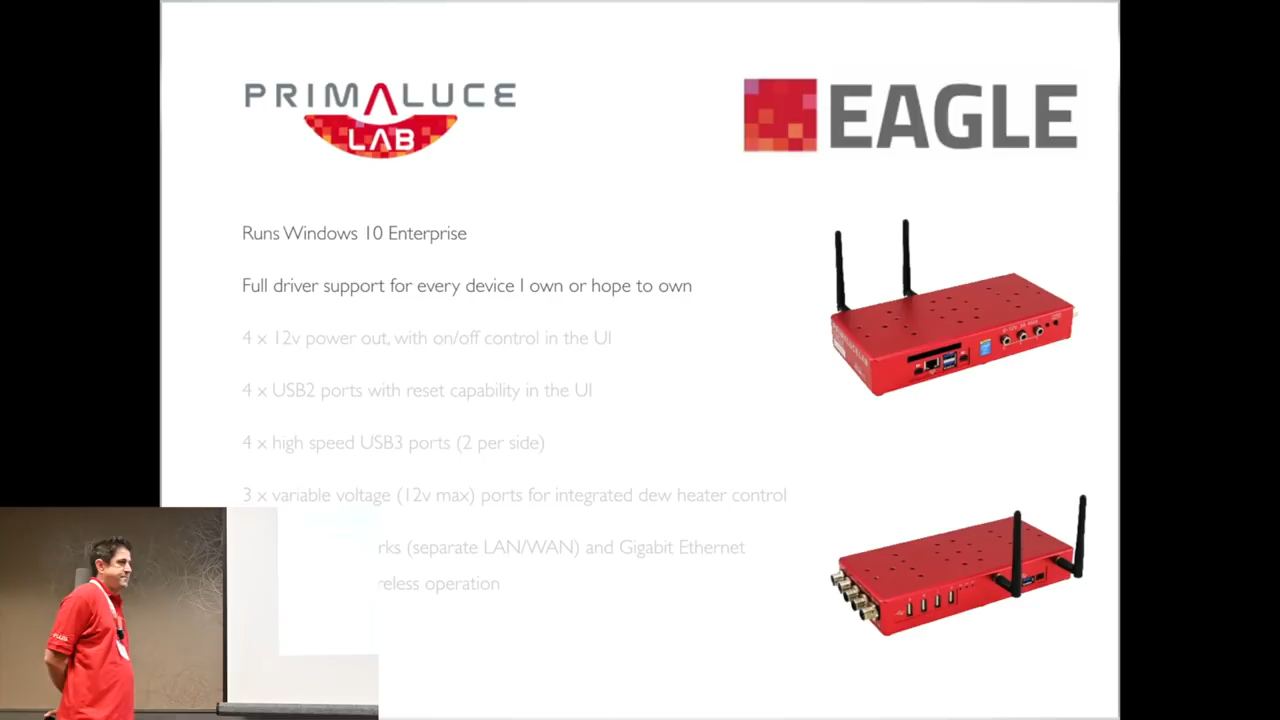 PRIMALUCE
LAB
EAGLE
Runs Windows 10 Enterprise
Full driver support for every device I own or hope to own
4 x 12v power out, with on/off control in the UI
4 x USB2 ports with reset capability in the UI
4 x high speed USB3 ports (2 per side)
3 x variable voltage (12v max) ports for integrated dew heater control
(separate LAN/WAN) and Gigabit Ethernet
operation